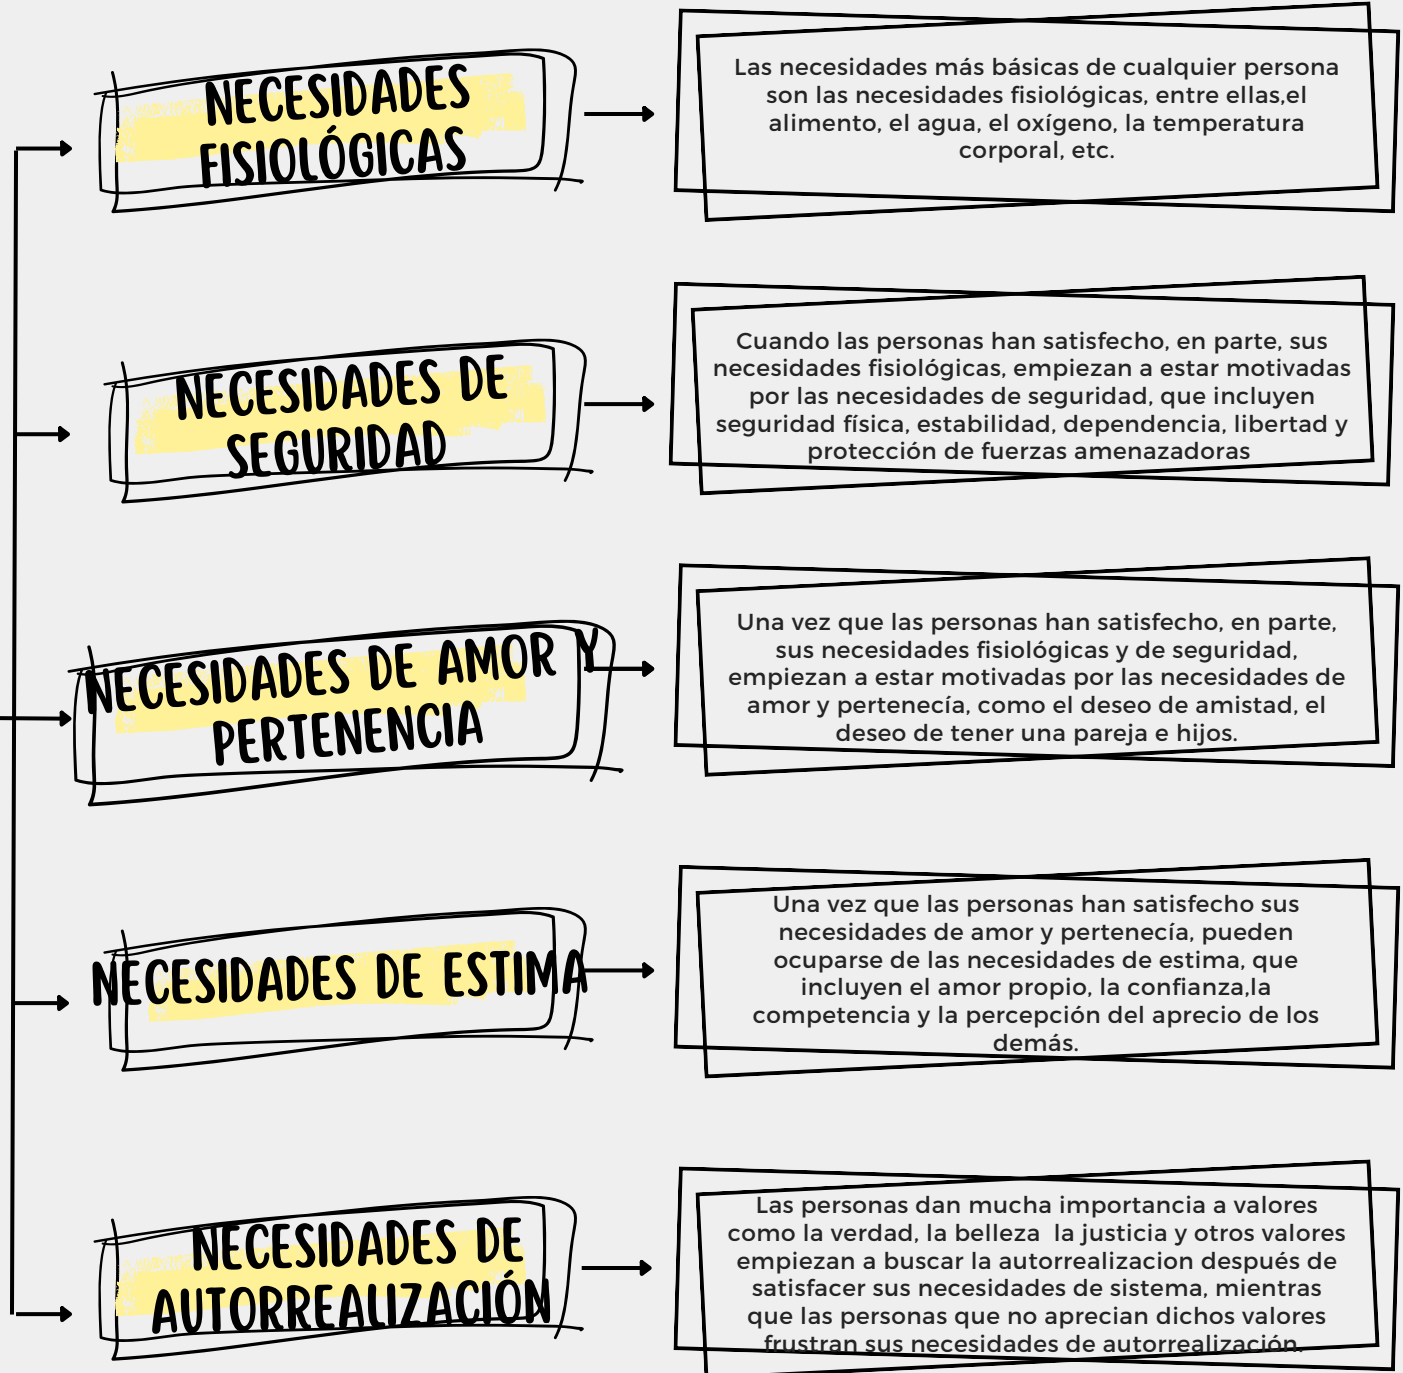 NECESIDADES
FISIOLÓGICAS
Las necesidades más básicas de cualquier persona
son las necesidades fisiológicas, entre ellas,el
alimento, el agua, el oxígeno, la temperatura
corporal, etc.
NECESIDADES DE
SEGURIDAD
Cuando las personas han satisfecho, en parte, sus
necesidades fisiológicas, empiezan a estar motivadas
por las necesidades de seguridad, que incluyen
seguridad física, estabilidad, dependencia, libertad y
protección de fuerzas amenazadoras
NECESIDADES DE AMOR Y
PERTENENCIA
Una vez que las personas han satisfecho, en parte,
sus necesidades fisiológicas y de seguridad,
empiezan a estar motivadas por las necesidades de
amor y pertenecía, como el deseo de amistad, el
deseo de tener una pareja e hijos.
NECESIDADES DE ESTIMA
Una vez que las personas han satisfecho sus
necesidades de amor y pertenecía, pueden
ocuparse de las necesidades de estima, que
incluyen el amor propio, la confianza,la
competencia y la percepción del aprecio de los
demás.
NECESIDADES DE
AUTORREALIZACIÓN
Las personas dan mucha importancia a valores
como la verdad, la belleza  la justicia y otros valores
empiezan a buscar la autorrealizacion después de
satisfacer sus necesidades de sistema, mientras
que las personas que no aprecian dichos valores
frustran sus necesidades de autorrealización.